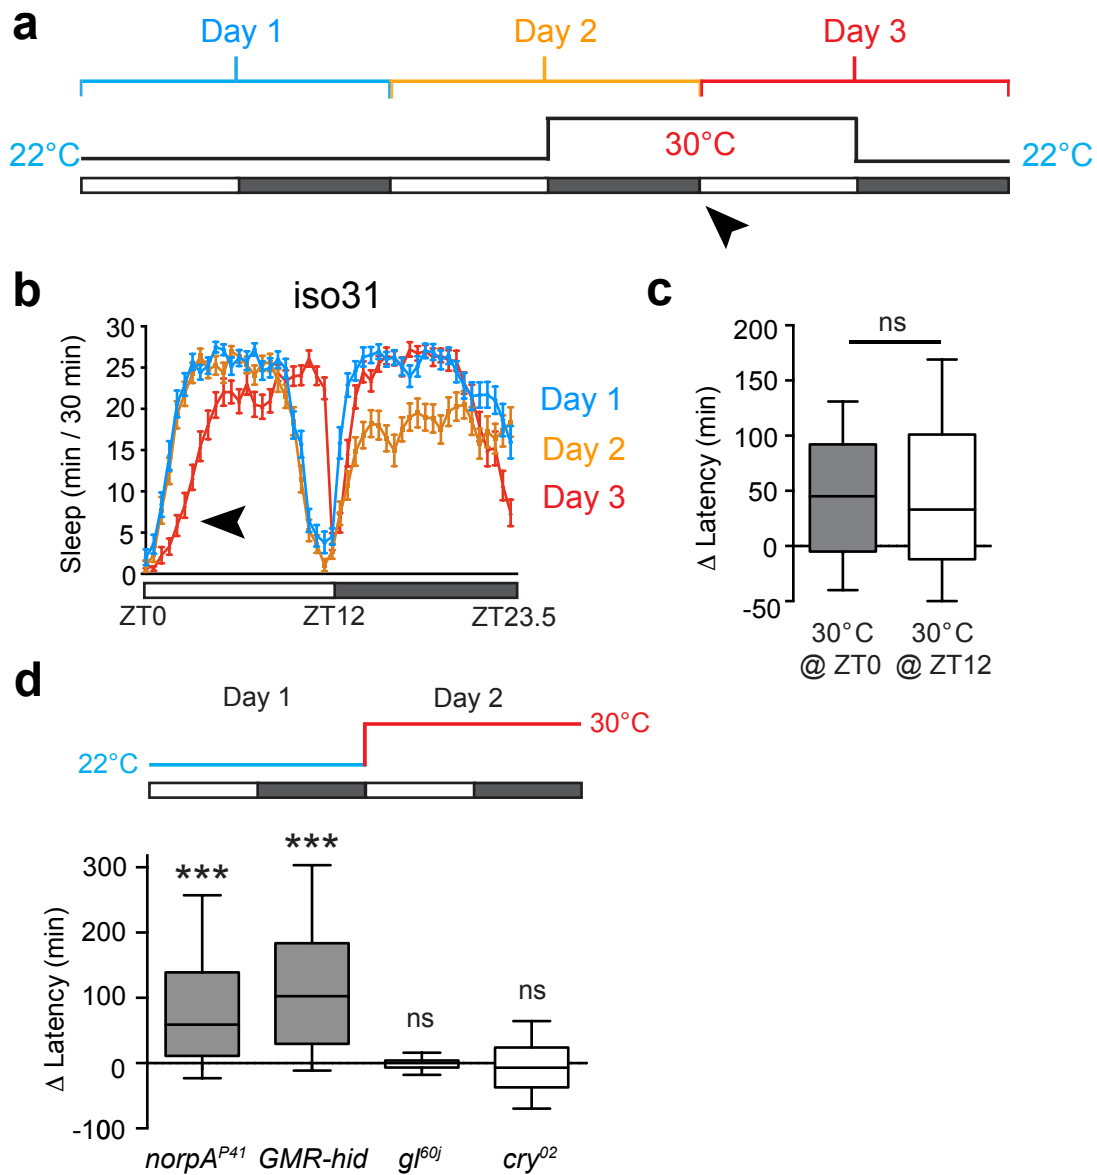 a
Day 1 Day 2 Day 3
22°C 30°C 22°C
b
iso31
Sleep (min / 30 min)
30
25
20
15
10
5
0
ZT0 ZT12 ZT23.5
Day 1
Day 2
Day 3
c
ns
Δ Latency (min)
200
150
100
50
0
-50
30°C 30°C
@ ZT0 @ ZT12
d
Day 1 Day 2
22°C 30°C
Δ Latency (min)
300
200
100
0
-100
*** *** ns ns
norpA^P41 GMR-hid gl^60j cry^02